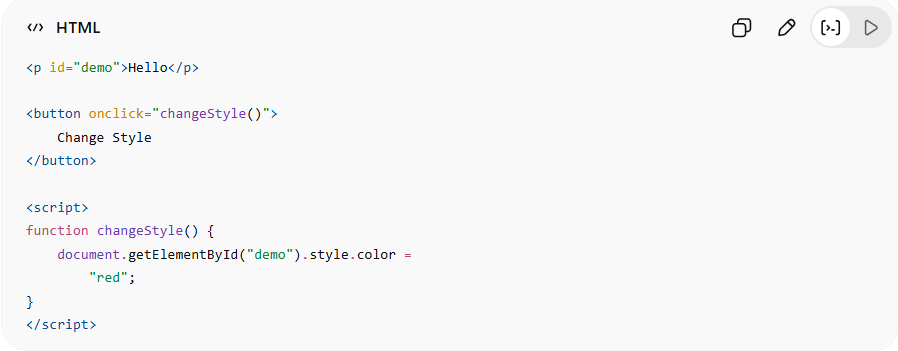 HTML
<p id="demo">Hello</p>
<button onclick="changeStyle()">
    Change Style
</button>
<script>
function changeStyle() {
    document.getElementById("demo").style.color =
        "red";
}
</script>